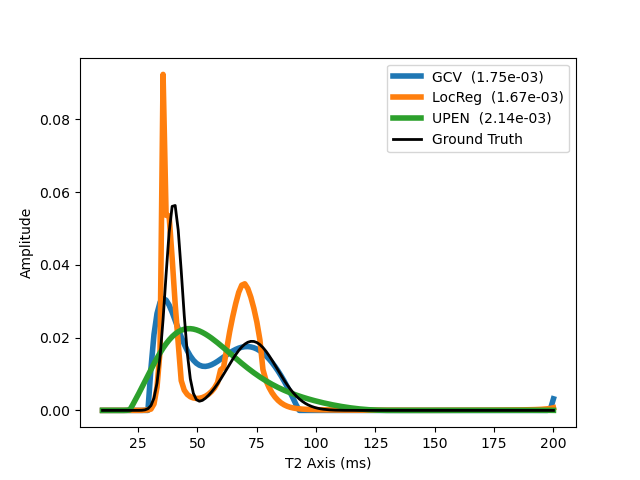 GCV (1.75e-03)
LocReg (1.67e-03)
UPEN (2.14e-03)
Ground Truth
0.08
0.06
0.04
0.02
0.00
Amplitude
25 50 75 100 125 150 175 200
T2 Axis (ms)